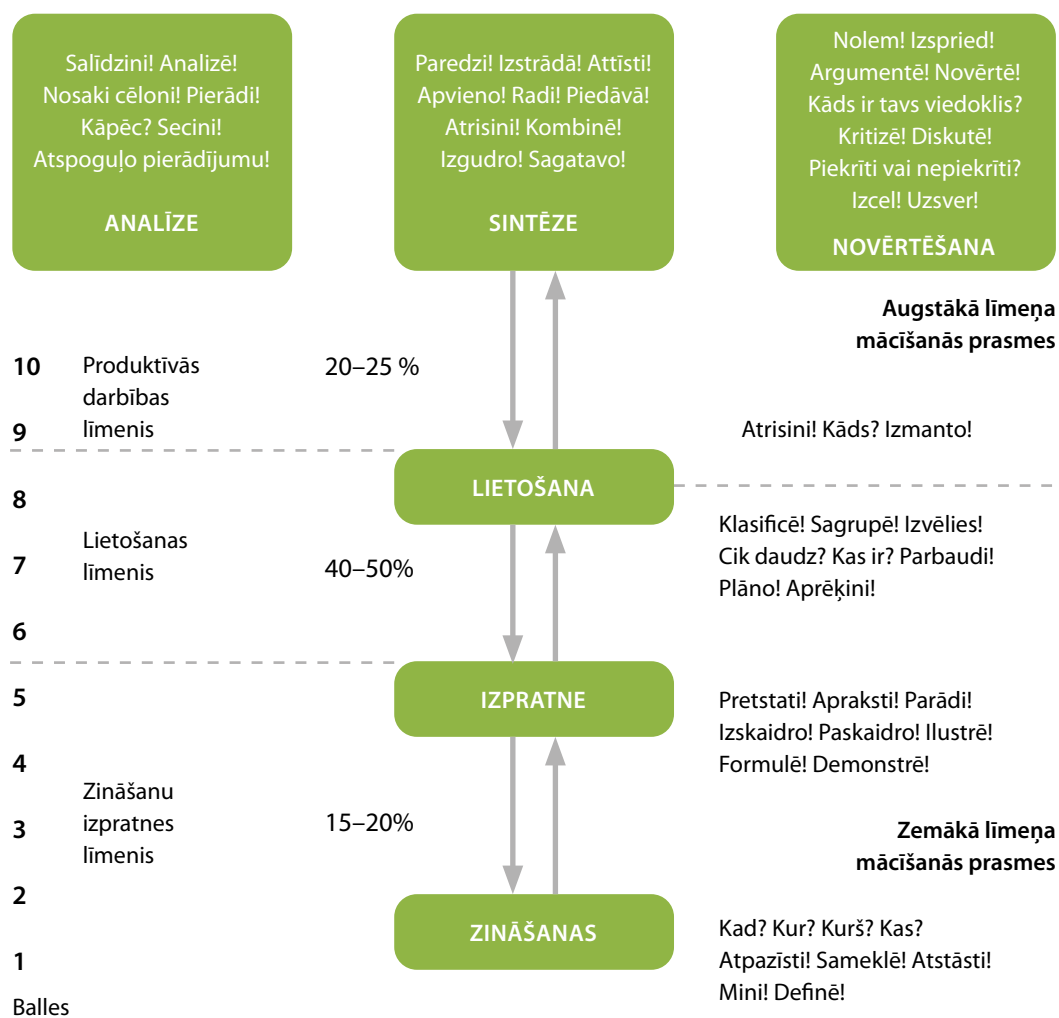 Salīdzini! Analizē!
Nosaki cēloni! Pierādi!
Kāpēc? Secini!
Atspoguļo pierādījumu!
ANALĪZE
Paredzi! Izstrādā! Attīsti!
Apvieno! Radi! Piedāvā!
Atrisini! Kombinē!
Izgudro! Sagatavo!
SINTĒZE
Nolem! Izspried!
Argumentē! Novērtē!
Kāds ir tavs viedoklis?
Kritizē! Diskutē!
Piekrīti vai nepiekrīti?
Izcel! Uzsver!
NOVĒRTĒŠANA
Augstākā līmeņa
mācīšanās prasmes
10
Produktīvās
darbības
līmenis
20–25 %
9
Atrisini! Kāds? Izmanto!
LIETOŠANA
8
Klasificē! Sagrupē! Izvēlies!
Cik daudz? Kas ir? Parbaudi!
Plāno! Aprēķini!
Lietošanas
līmenis
7
40–50%
6
5
IZPRATNE
Pretstati! Apraksti! Parādi!
Izskaidro! Paskaidro! Ilustrē!
Formulē! Demonstrē!
4
Zināšanu
izpratnes
līmenis
3
15–20%
Zemākā līmeņa
mācīšanās prasmes
2
ZINĀŠANAS
Kad? Kur? Kurš? Kas?
Atpazīsti! Sameklē! Atstāsti!
Mini! Definē!
1
Balles